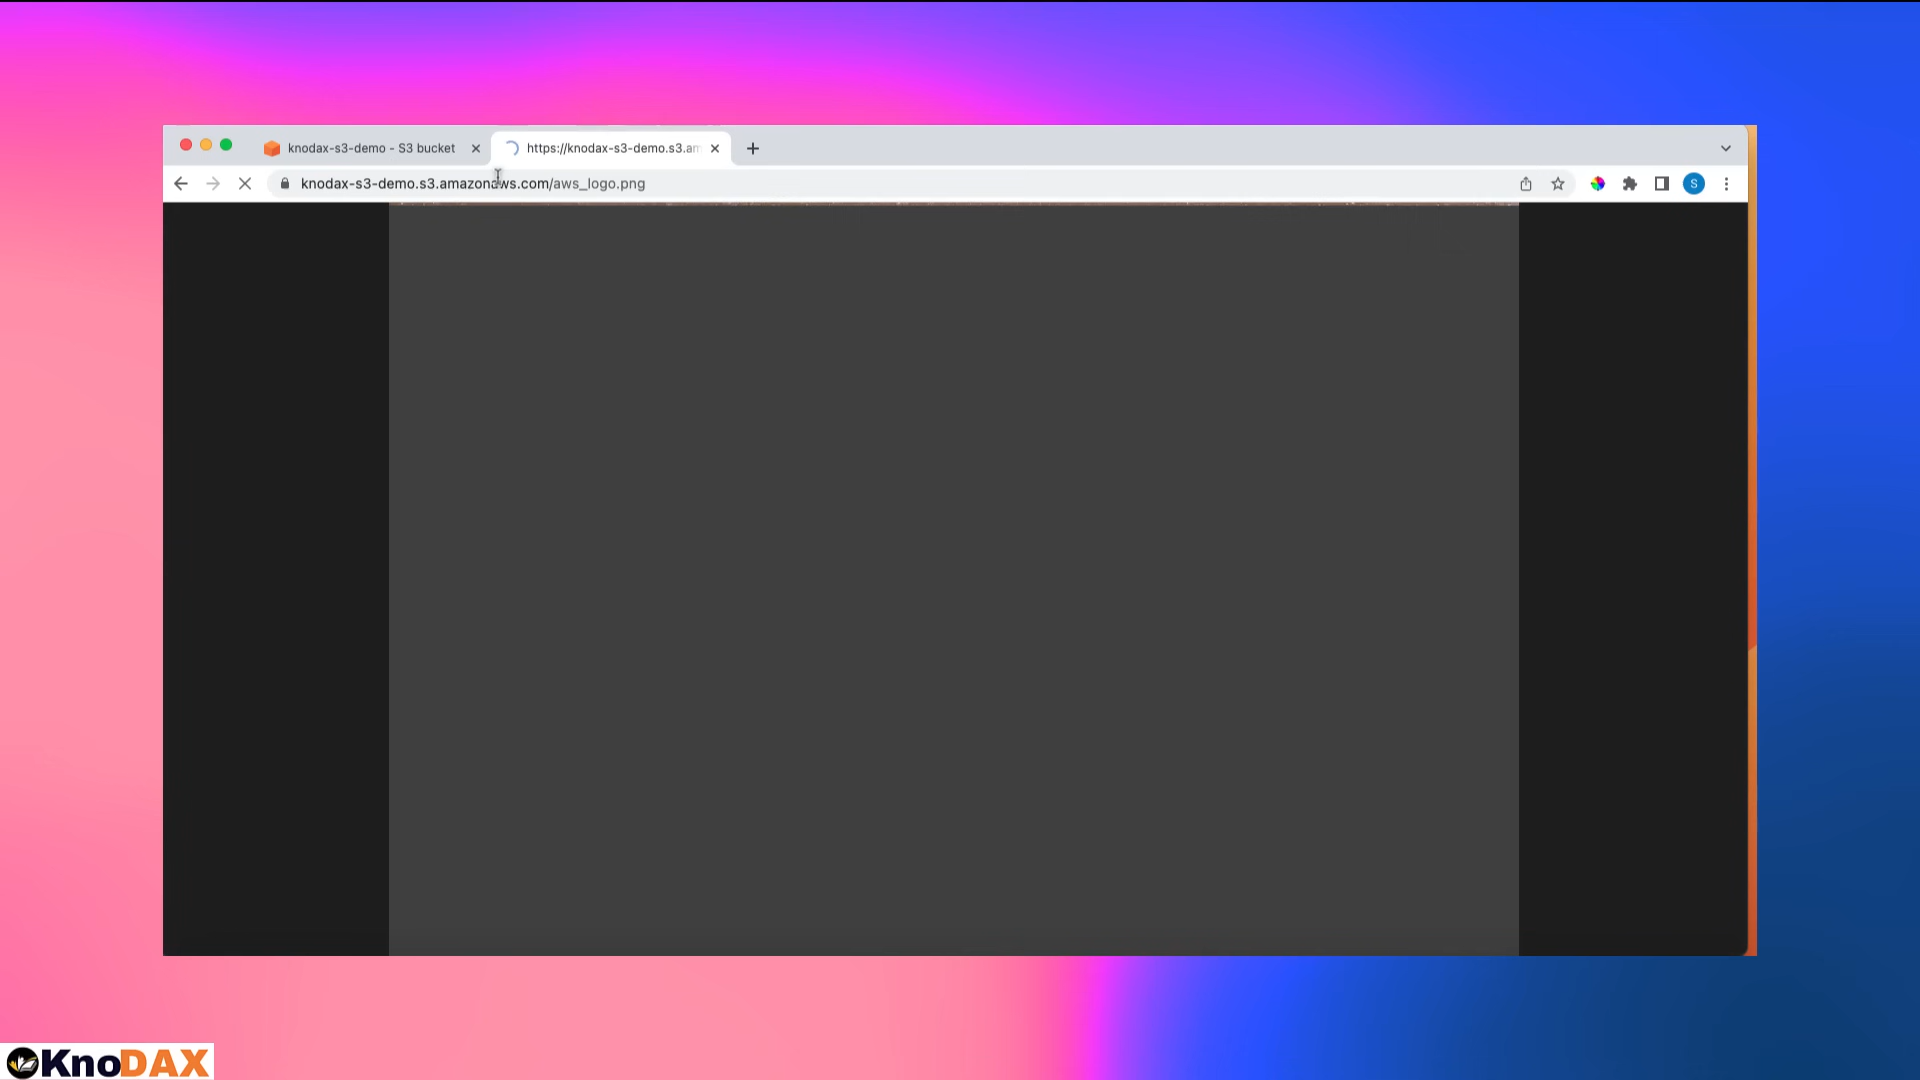 knodax-s3-demo - S3 bucket
https://knodax-s3-demo.s3.am
knodax-s3-demo.s3.amazonaws.com/aws_logo.png
S
KnoDAX